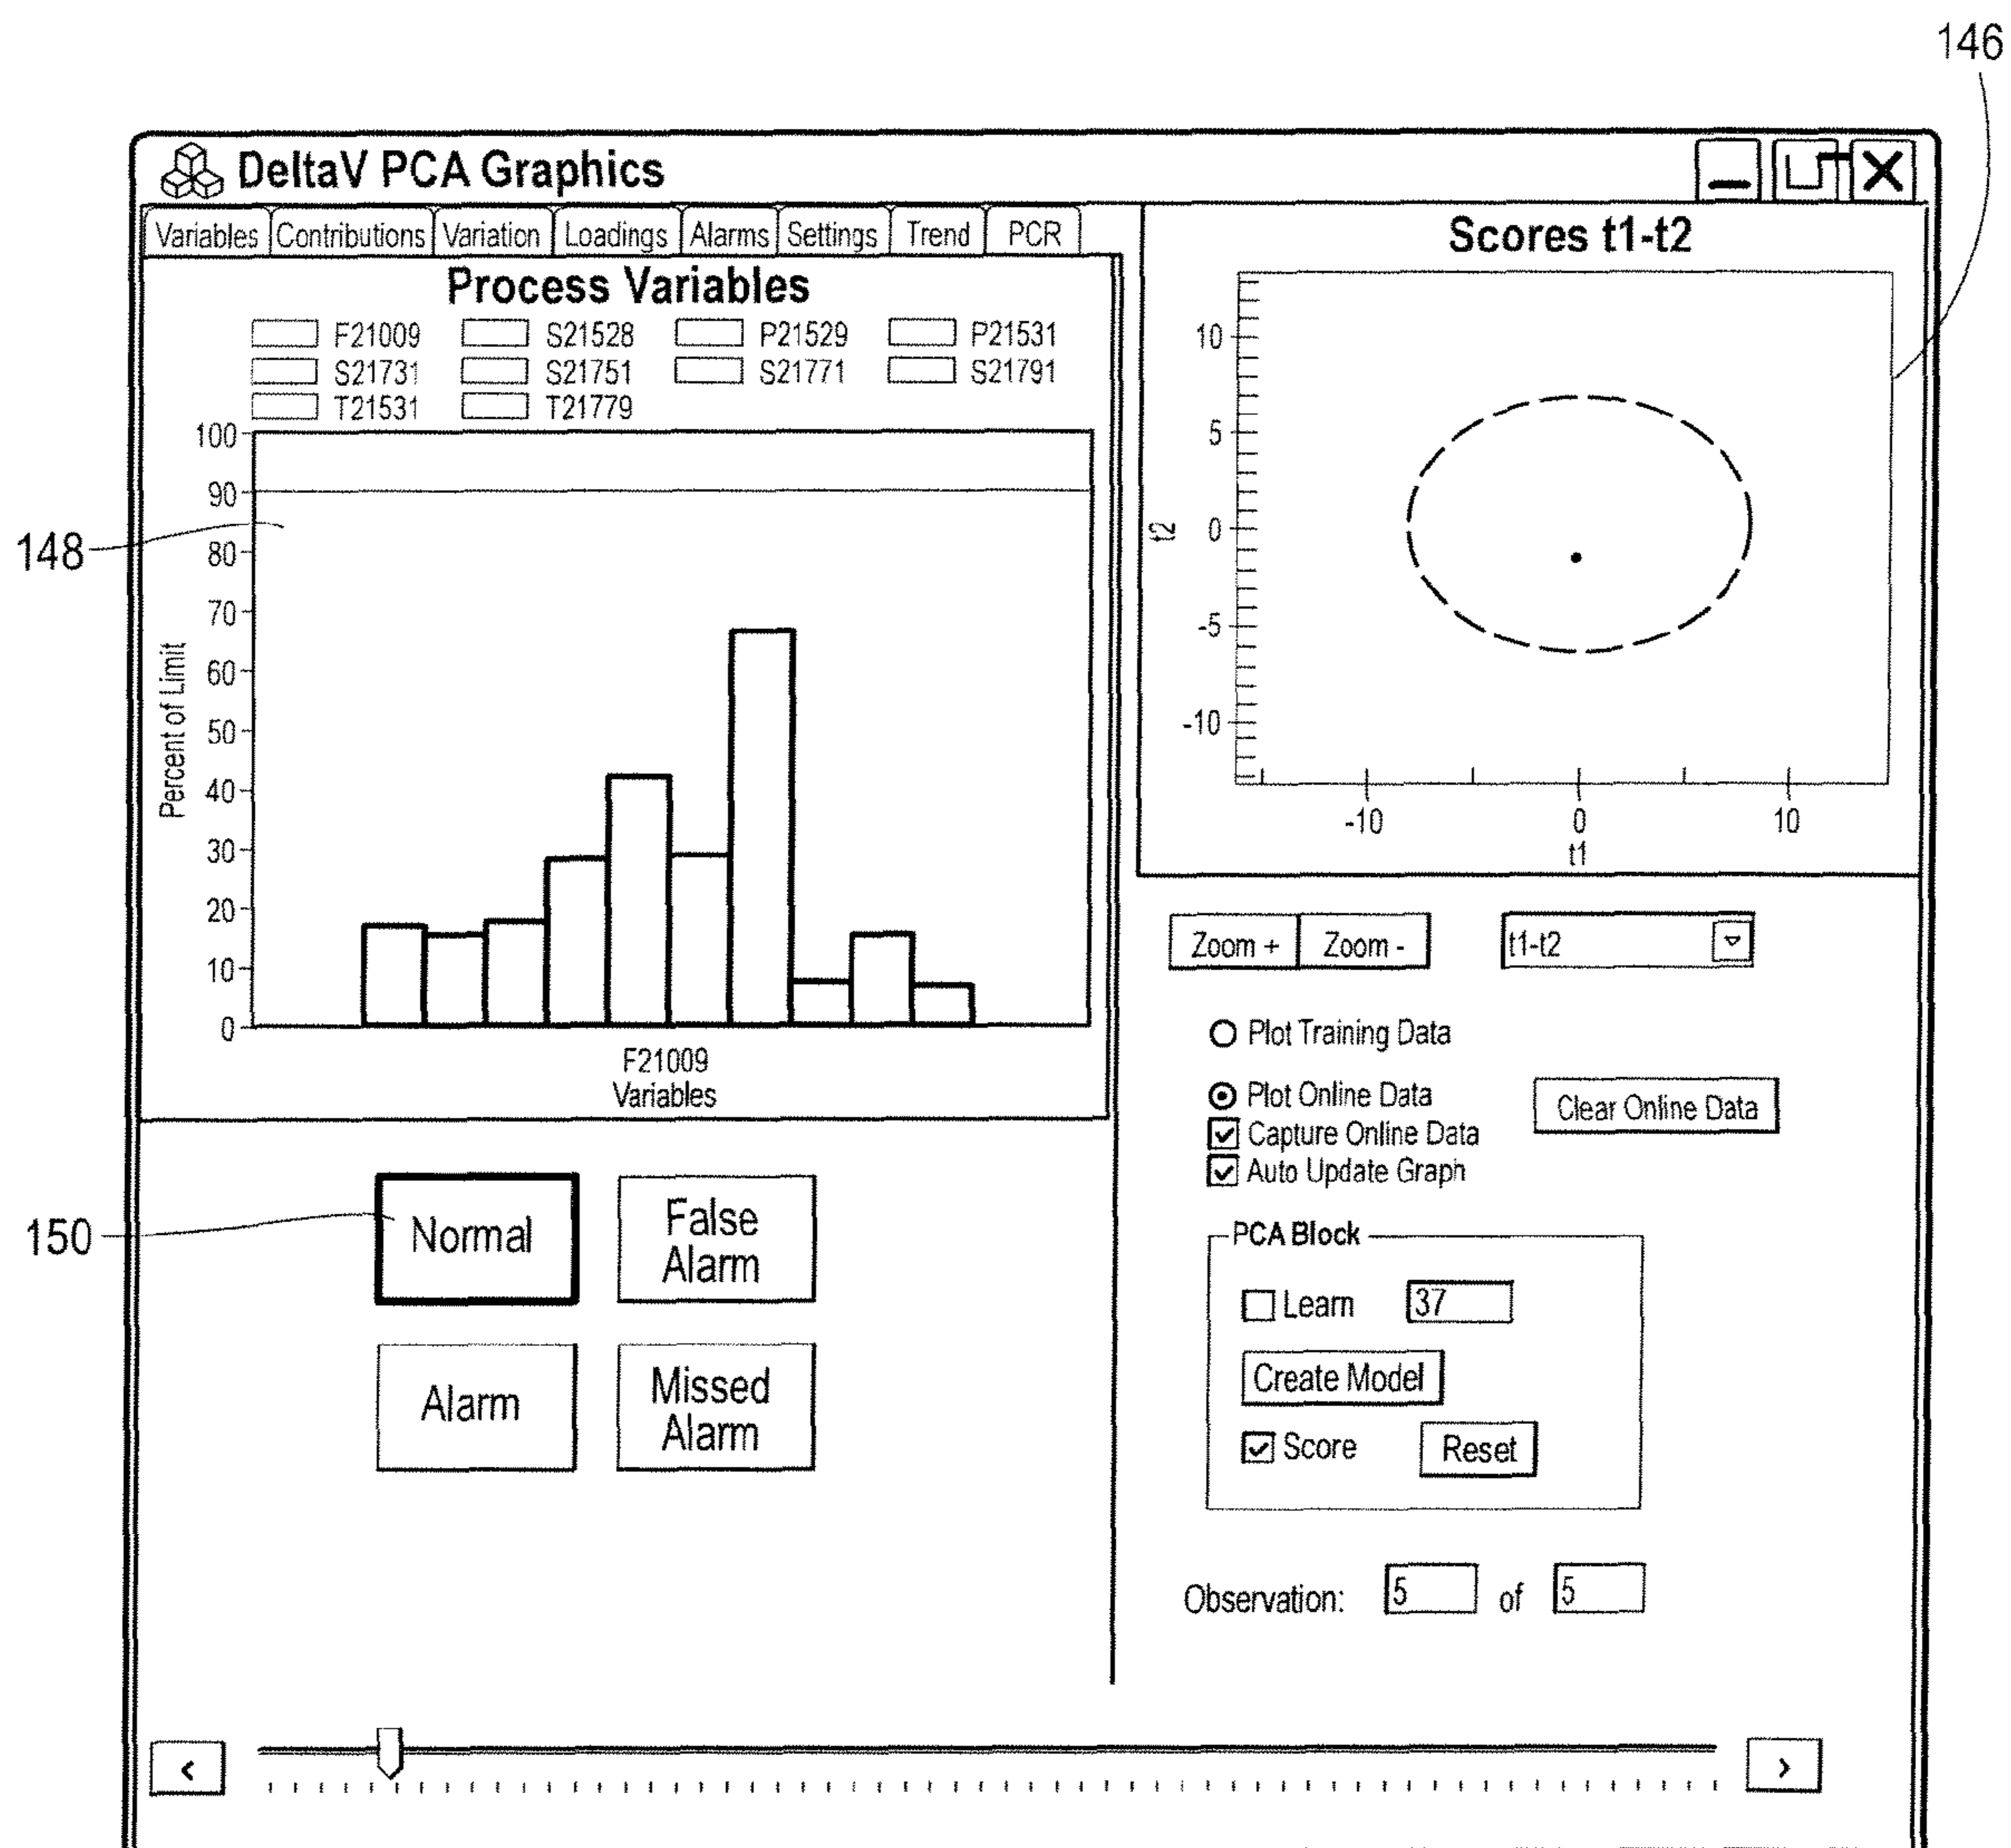 146
DeltaV PCA Graphics
Variables Contributions Variation Loadings Alarms Settings Trend PCR
Process Variables
F21009 S21528 P21529 P21531
S21731 S21751 S21771 S21791
T21531 T21779
100
90
80
70
60
50
40
30
20
10
0
Percent of Limit
F21009
Variables
148
Scores t1-t2
10
5
0
-5
-10
t2
-10 0 10
t1
Zoom + Zoom - t1-t2
Plot Training Data
Plot Online Data
Capture Online Data
Auto Update Graph
Clear Online Data
150
Normal
False
Alarm
Alarm
Missed
Alarm
PCA Block
Learn 37
Create Model
Score Reset
Observation: 5 of 5
< >